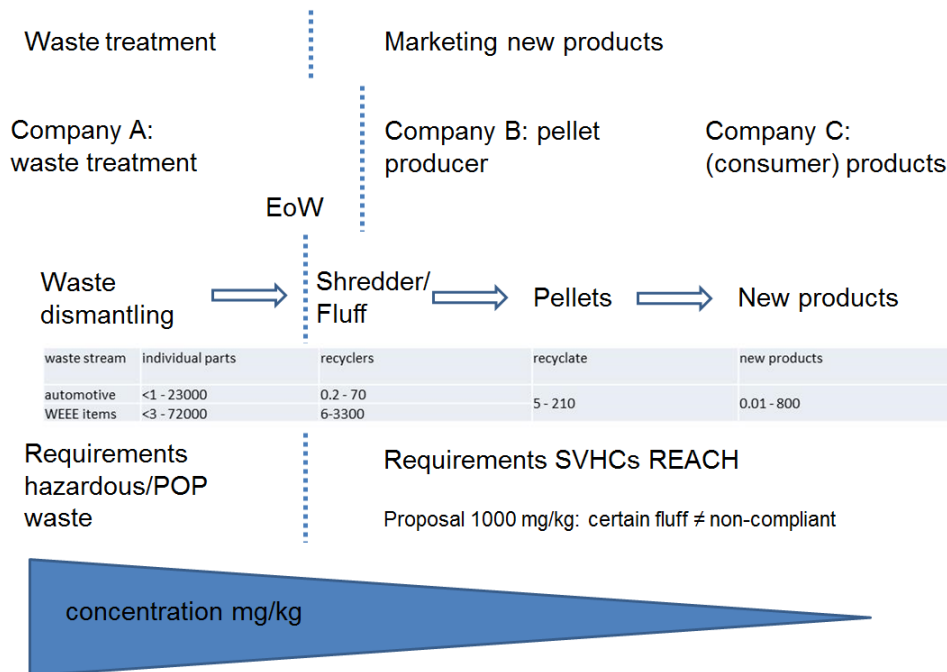 Waste treatment
Marketing new products
Company A:
waste treatment
Company B: pellet
producer
Company C:
(consumer) products
EoW
Waste
dismantling
Shredder/
Fluff
Pellets
New products
waste stream individual parts recyclers recyclate new products
automotive <1 - 23000 0.2 - 70
5 - 210 0.01 - 800
WEEE items <3 - 72000 6-3300
Requirements
hazardous/POP
waste
Requirements SVHCs REACH
Proposal 1000 mg/kg: certain fluff ≠ non-compliant
concentration mg/kg